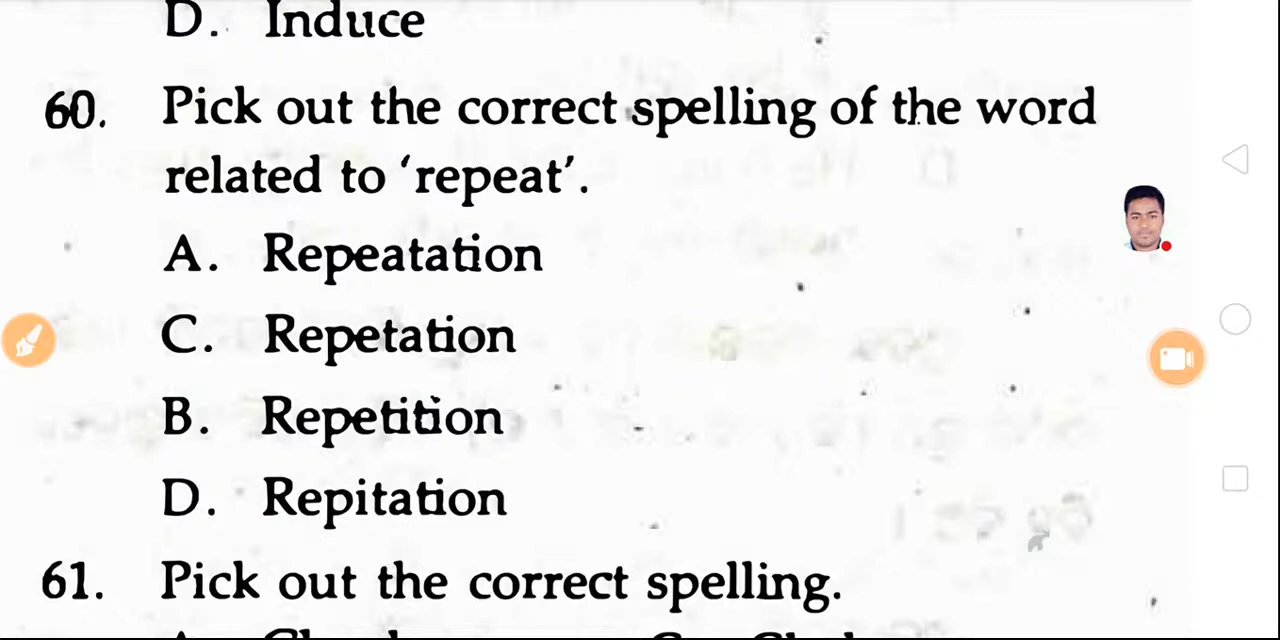 D. Induce
60. Pick out the correct spelling of the word
related to ‘repeat’.
A. Repeatation
C. Repetation
B. Repetition
D. Repitation
61. Pick out the correct spelling.